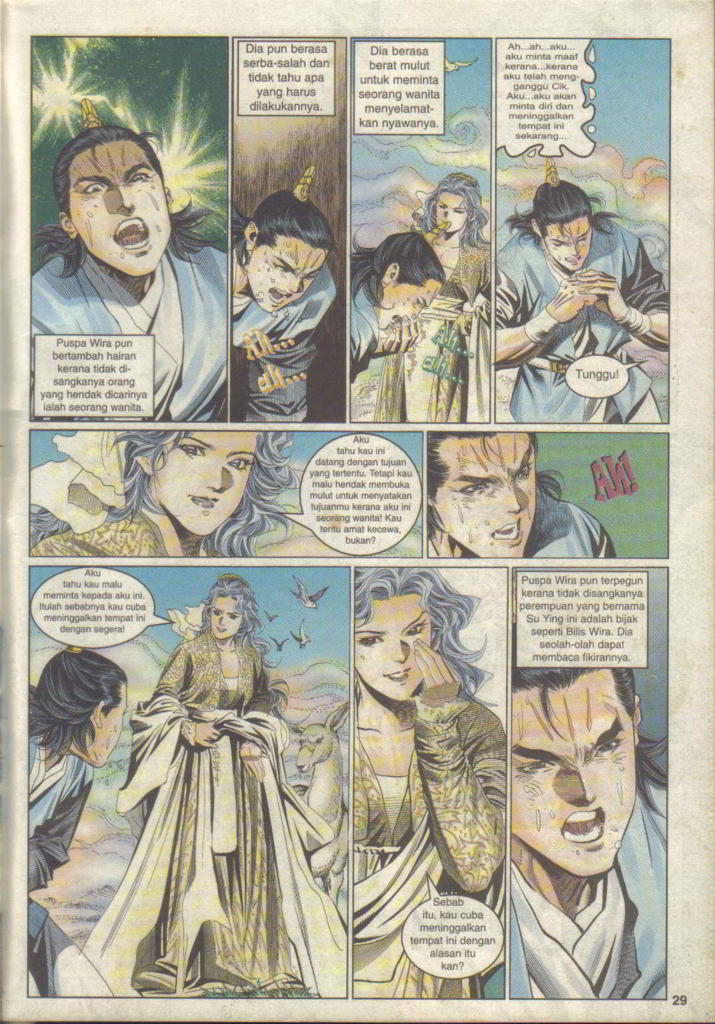 Puspa Wira pun
bertambah hairan
kerana tidak di-
sangkanya orang
yang hendak dicarinya
ialah seorang wanita.
Dia pun berasa
serba-salah dan
tidak tahu apa
yang harus
dilakukannya.
Ah...
eh...
Dia berasa
berat mulut
untuk meminta
seorang wanita
menyelamat-
kan nyawanya.
Ah...
eh...
Ah...ah...aku...
aku minta maaf
kerana...kerana
aku telah meng-
ganggu Cik.
Aku...aku akan
minta diri dan
meninggalkan
tempat ini
sekarang...
Tunggu!
Aku
tahu kau ini
datang dengan tujuan
yang tertentu. Tetapi kau
malu hendak membuka
mulut untuk menyatakan
tujuanmu kerana aku ini
seorang wanita! Kau
tentu amat kecewa,
bukan?
AH!
Aku
tahu kau malu
meminta kepada aku ini.
Itulah sebabnya kau cuba
meninggalkan tempat ini
dengan segera!
Sebab
itu, kau cuba
meninggalkan
tempat ini dengan
alasan itu
kan?
Puspa Wira pun terpegun
kerana tidak disangkanya
perempuan yang bernama
Su Ying ini adalah bijak
seperti Bilis Wira. Dia
seolah-olah dapat
membaca fikirannya.
29